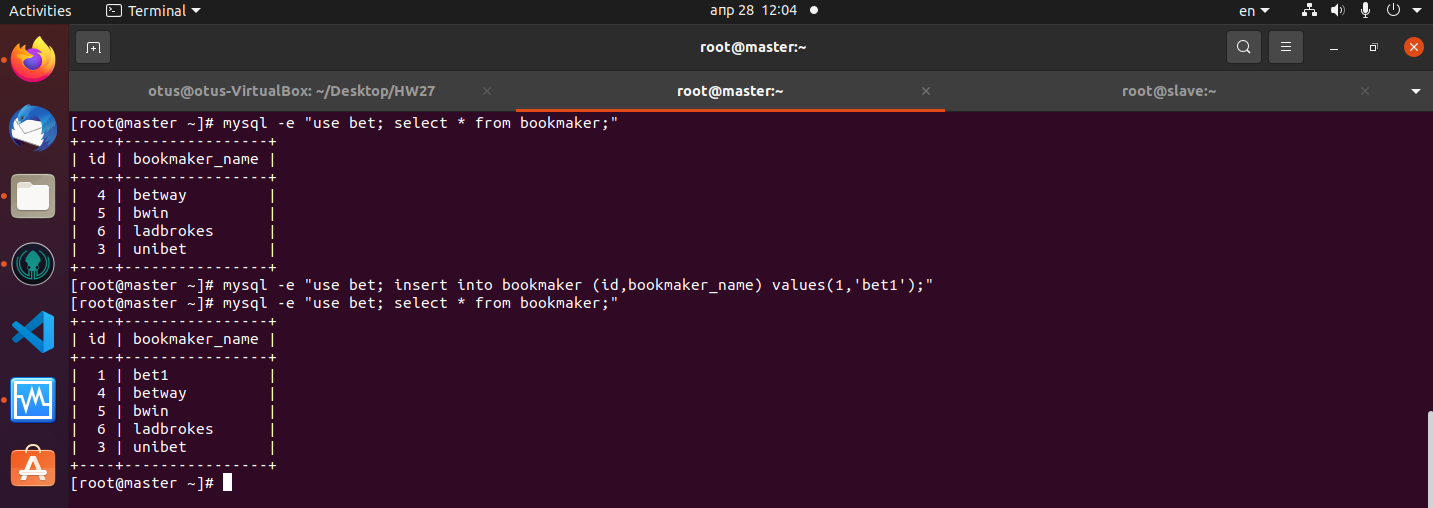 Activities
Terminal
апр 28 12:04
en
root@master:~
otus@otus-VirtualBox: ~/Desktop/HW27
root@master:~
root@slave:~
[root@master ~]# mysql -e "use bet; select * from bookmaker;"
+----+----------------+
| id | bookmaker_name |
+----+----------------+
|  4 | betway         |
|  5 | bwin           |
|  6 | ladbrokes      |
|  3 | unibet         |
+----+----------------+
[root@master ~]# mysql -e "use bet; insert into bookmaker (id,bookmaker_name) values(1,'bet1');"
[root@master ~]# mysql -e "use bet; select * from bookmaker;"
+----+----------------+
| id | bookmaker_name |
+----+----------------+
|  1 | bet1           |
|  4 | betway         |
|  5 | bwin           |
|  6 | ladbrokes      |
|  3 | unibet         |
+----+----------------+
[root@master ~]#